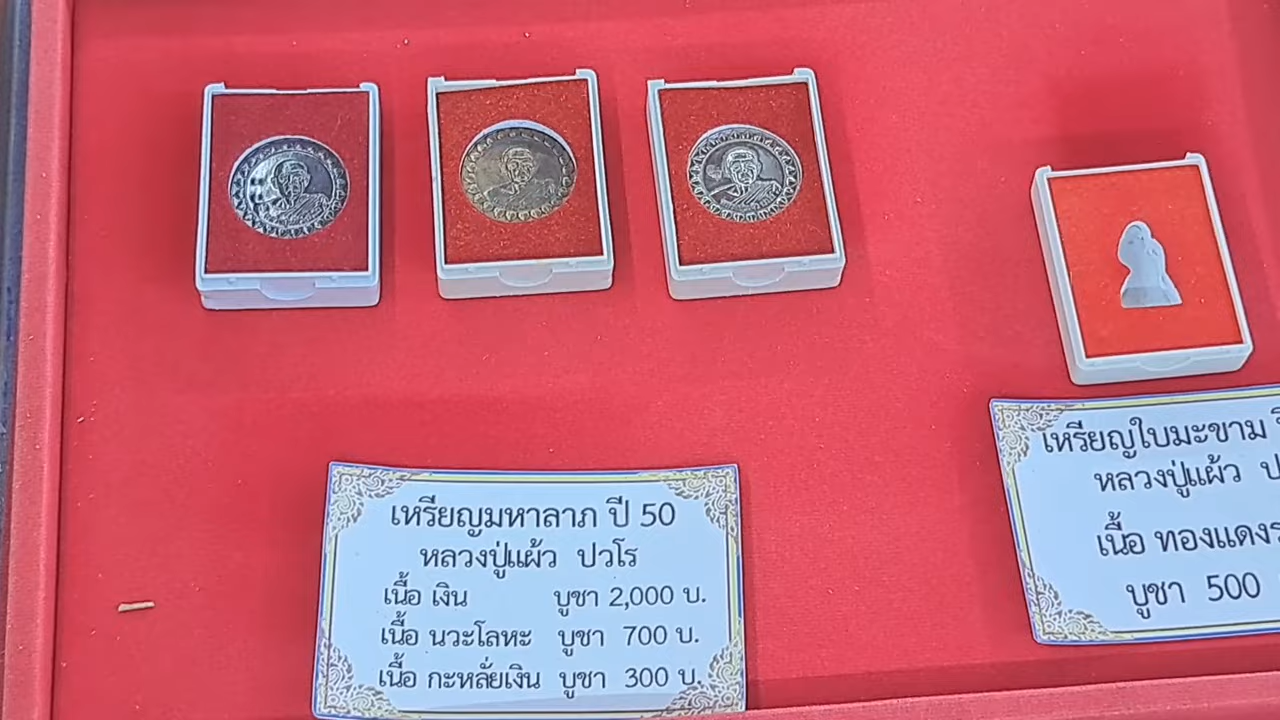 เหรียญมหาลาภ ปี 50
หลวงปู่แผ้ว ปวโร
เนื้อ เงิน บูชา 2,000 บ.
เนื้อ นวะโลหะ บูชา 700 บ.
เนื้อ กะหลั่ยเงิน บูชา 300 บ.
เหรียญใบมะขาม
หลวงปู่แผ้ว
เนื้อ ทองแดง
บูชา 500